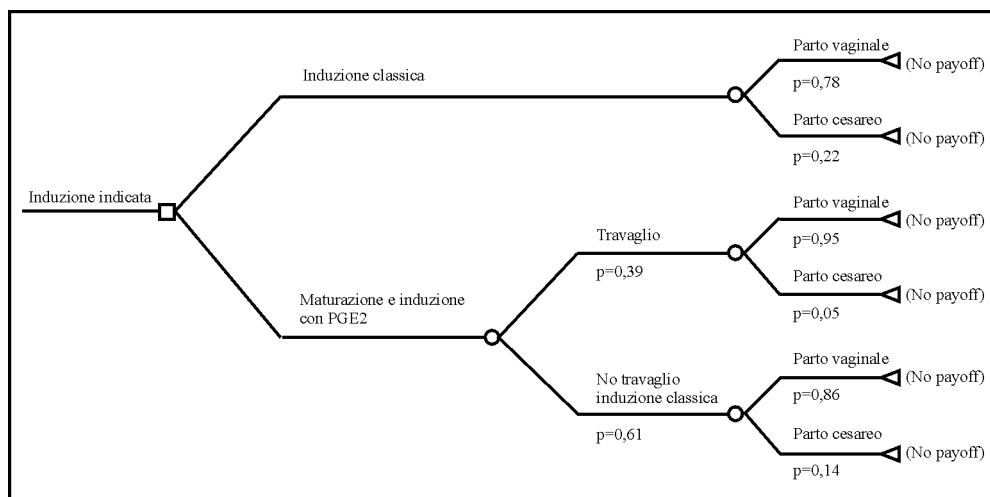 Induzione indicata
Induzione classica
Parto vaginale
(No payoff)
p=0,78
Parto cesareo
(No payoff)
p=0,22
Maturazione e induzione
con PGE2
Travaglio
p=0,39
Parto vaginale
(No payoff)
p=0,95
Parto cesareo
(No payoff)
p=0,05
No travaglio
induzione classica
p=0,61
Parto vaginale
(No payoff)
p=0,86
Parto cesareo
(No payoff)
p=0,14